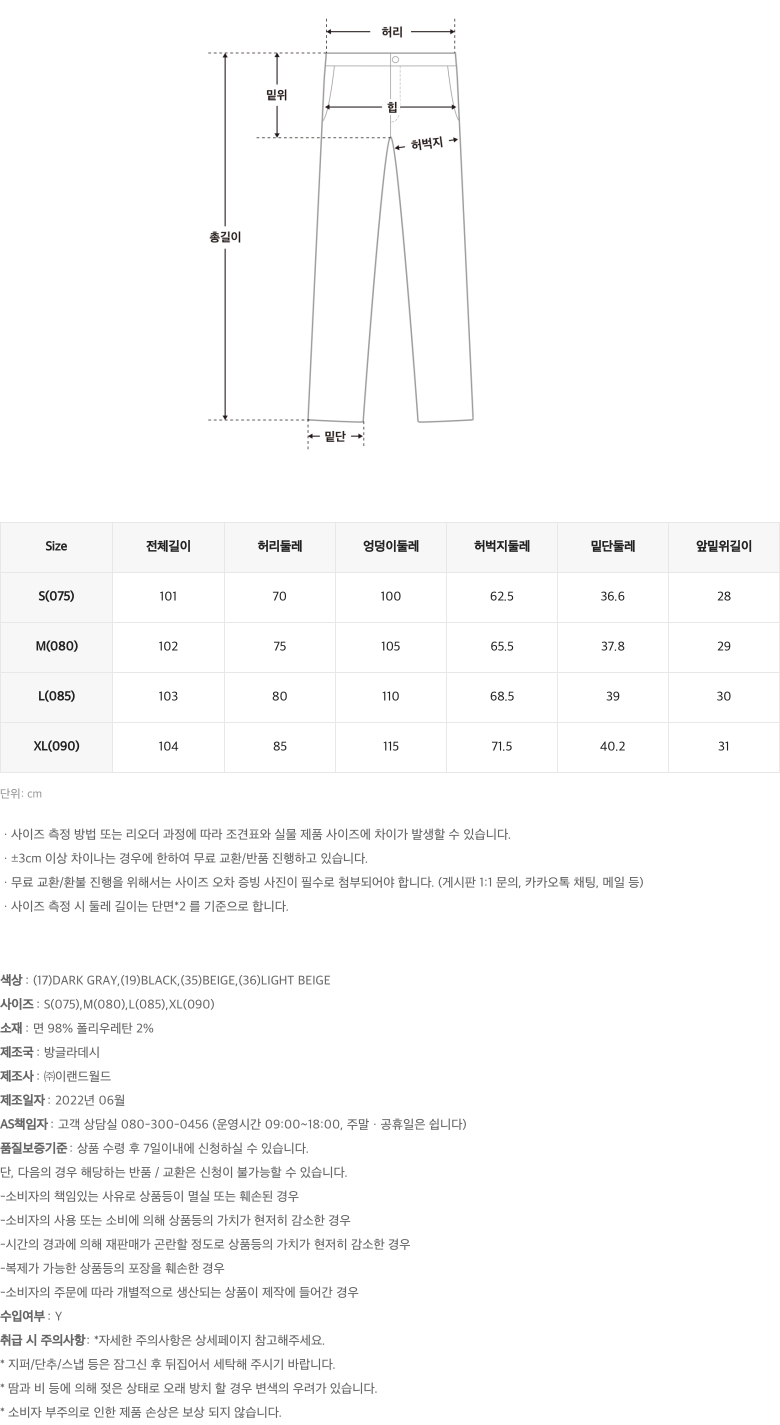 허리
밑위
힙
허벅지
총길이
밑단
Size 전체길이 허리둘레 엉덩이둘레 허벅지둘레 밑단둘레 앞밑위길이
S(075) 101 70 100 62.5 36.6 28
M(080) 102 75 105 65.5 37.8 29
L(085) 103 80 110 68.5 39 30
XL(090) 104 85 115 71.5 40.2 31
단위: cm
· 사이즈 측정 방법 또는 리오더 과정에 따라 조견표와 실물 제품 사이즈에 차이가 발생할 수 있습니다.
· ±3cm 이상 차이나는 경우에 한하여 무료 교환/반품 진행하고 있습니다.
· 무료 교환/환불 진행을 위해서는 사이즈 오차 증빙 사진이 필수로 첨부되어야 합니다. (게시판 1:1 문의, 카카오톡 채팅, 메일 등)
· 사이즈 측정 시 둘레 길이는 단면*2 를 기준으로 합니다.
색상 : (17)DARK GRAY,(19)BLACK,(35)BEIGE,(36)LIGHT BEIGE
사이즈 : S(075),M(080),L(085),XL(090)
소재 : 면 98% 폴리우레탄 2%
제조국 : 방글라데시
제조사 : ㈜이랜드월드
제조일자 : 2022년 06월
AS책임자 : 고객 상담실 080-300-0456 (운영시간 09:00~18:00, 주말 · 공휴일은 쉽니다)
품질보증기준 : 상품 수령 후 7일이내에 신청하실 수 있습니다.
단, 다음의 경우 해당하는 반품 / 교환은 신청이 불가능할 수 있습니다.
-소비자의 책임있는 사유로 상품등이 멸실 또는 훼손된 경우
-소비자의 사용 또는 소비에 의해 상품등의 가치가 현저히 감소한 경우
-시간의 경과에 의해 재판매가 곤란할 정도로 상품등의 가치가 현저히 감소한 경우
-복제가 가능한 상품등의 포장을 훼손한 경우
-소비자의 주문에 따라 개별적으로 생산되는 상품이 제작에 들어간 경우
수입여부 : Y
취급 시 주의사항 : *자세한 주의사항은 상세페이지 참고해주세요.
* 지퍼/단추/스냅 등은 잠그신 후 뒤집어서 세탁해 주시기 바랍니다.
* 땀과 비 등에 의해 젖은 상태로 오래 방치 할 경우 변색의 우려가 있습니다.
* 소비자 부주의로 인한 제품 손상은 보상 되지 않습니다.